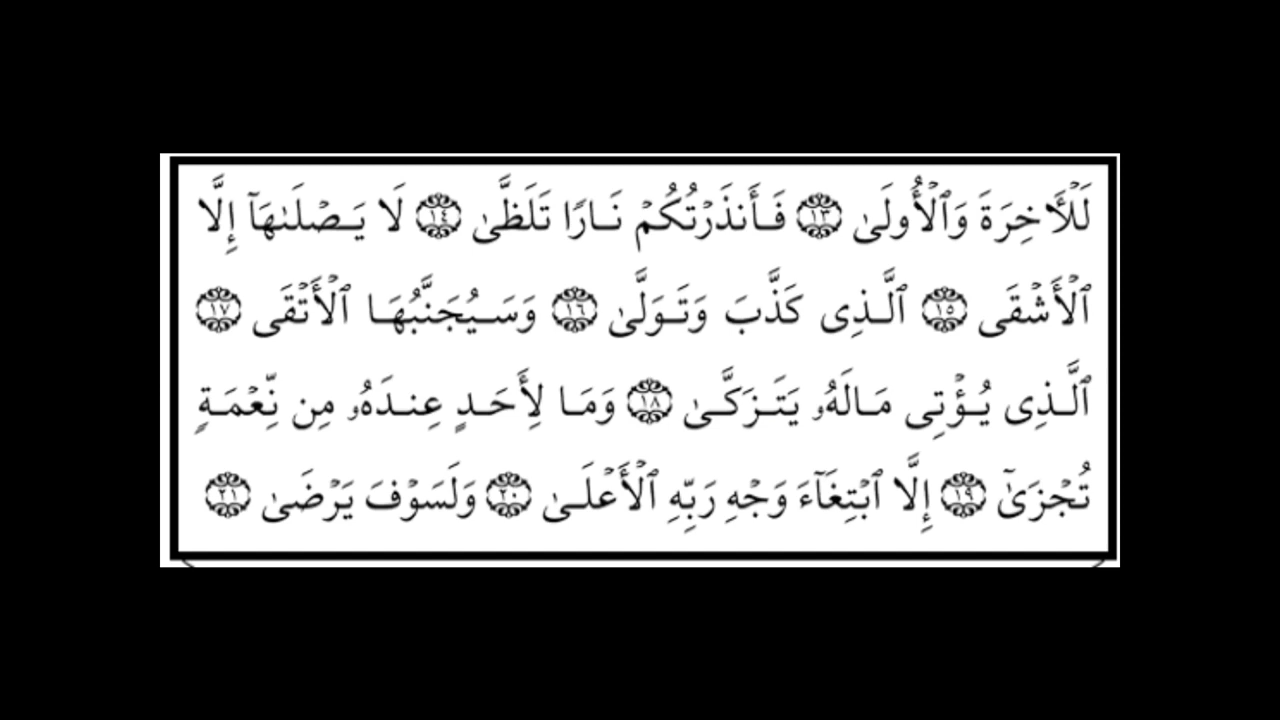 لَلْأَخِرَةَ وَٱلْأُولَىٰ ١٣ فَأَنذَرْتُكُمْ نَارًا تَلَظَّىٰ ١٤ لَا يَصْلَىٰهَآ إِلَّا
ٱلْأَشْقَى ١٥ ٱلَّذِى كَذَّبَ وَتَوَلَّىٰ ١٦ وَسَيُجَنَّبُهَا ٱلْأَتْقَى ١٧
ٱلَّذِى يُؤْتِى مَالَهُۥ يَتَزَكَّىٰ ١٨ وَمَا لِأَحَدٍ عِندَهُۥ مِن نِّعْمَةٍ
تُجْزَىٰٓ ١٩ إِلَّا ٱبْتِغَآءَ وَجْهِ رَبِّهِ ٱلْأَعْلَىٰ ٢٠ وَلَسَوْفَ يَرْضَىٰ ٢١